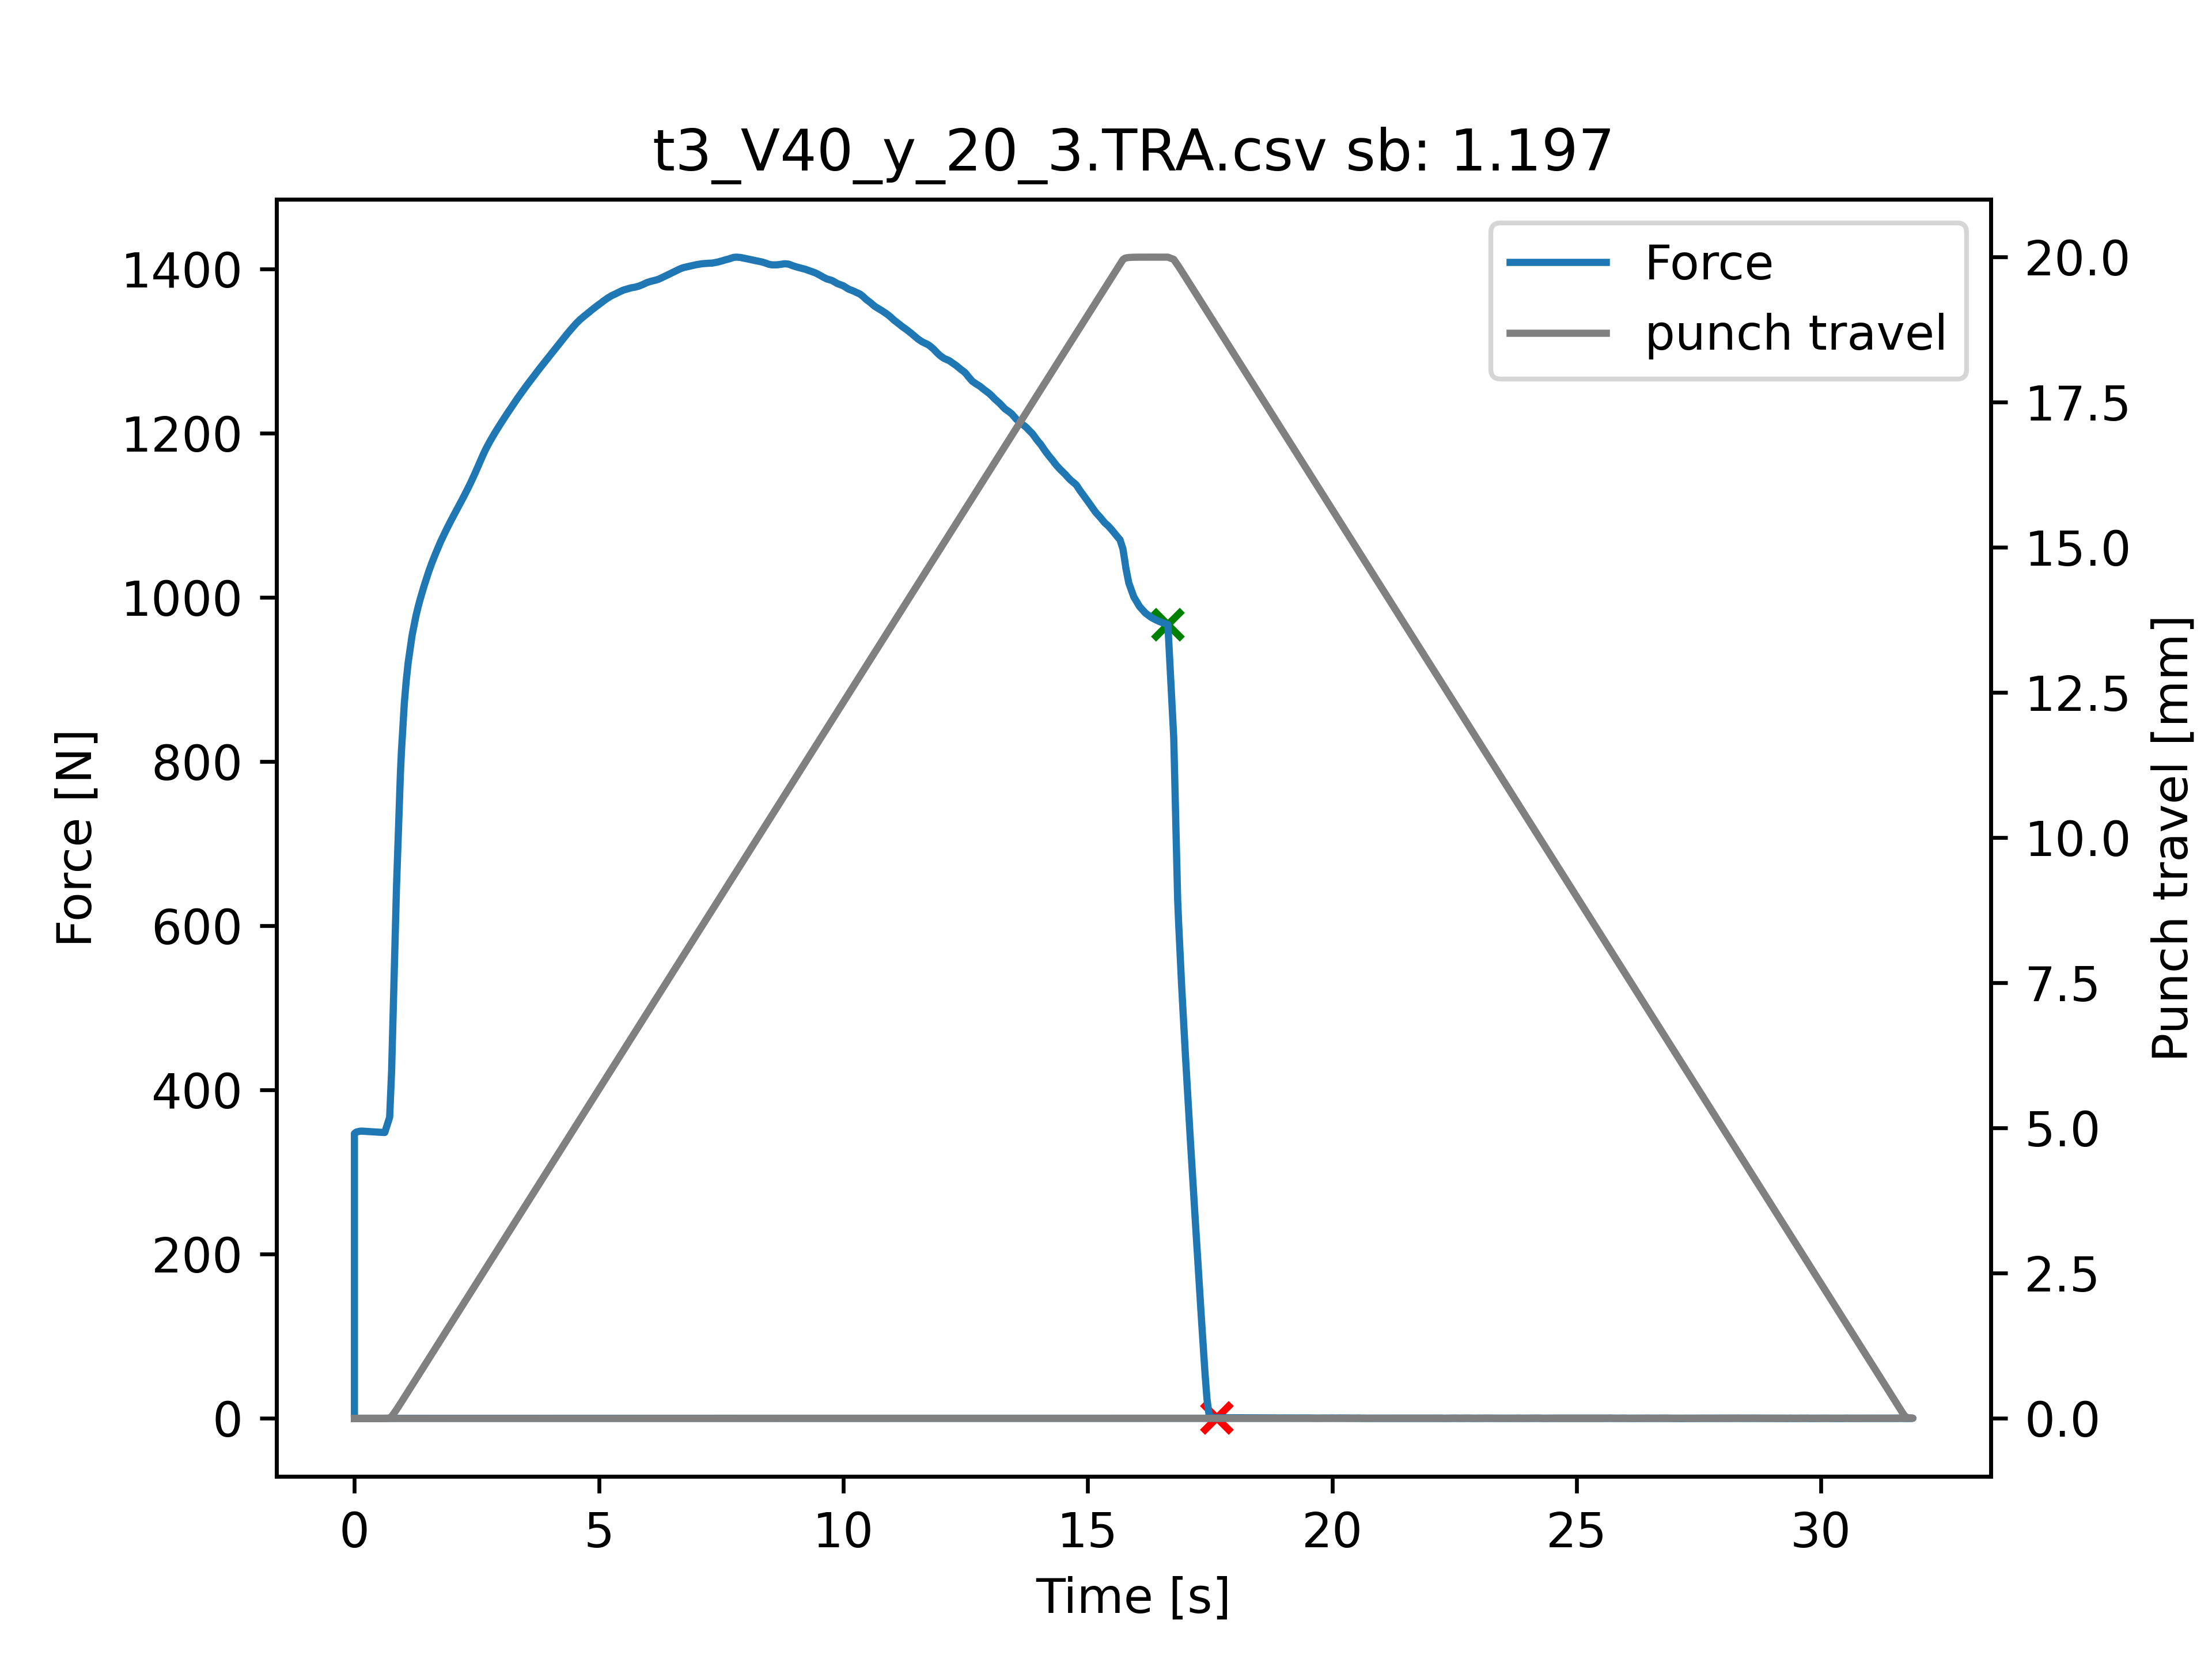 t3_V40_y_20_3.TRA.csv sb: 1.197
Force
punch travel
1400
1200
1000
800
600
400
200
0
Force [N]
20.0
17.5
15.0
12.5
10.0
7.5
5.0
2.5
0.0
Punch travel [mm]
0 5 10 15 20 25 30
Time [s]